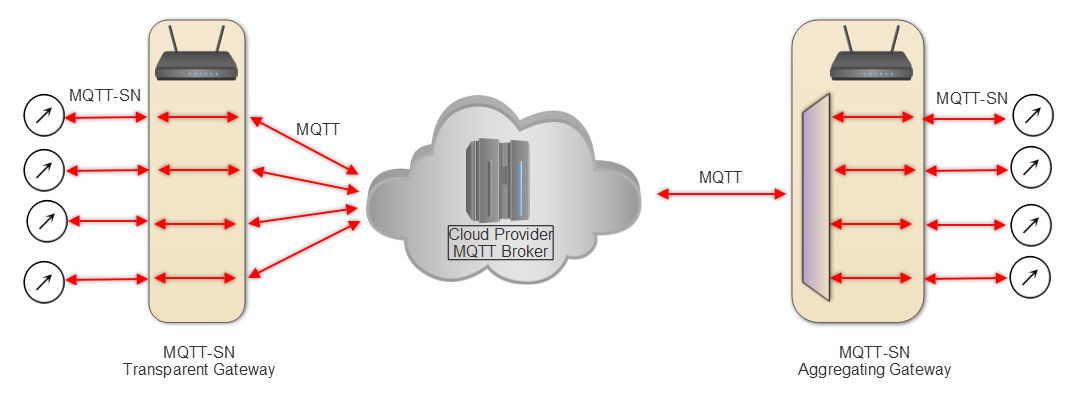 MQTT-SN
MQTT
Cloud Provider
MQTT Broker
MQTT
MQTT-SN
MQTT-SN
Transparent Gateway
MQTT-SN
Aggregating Gateway